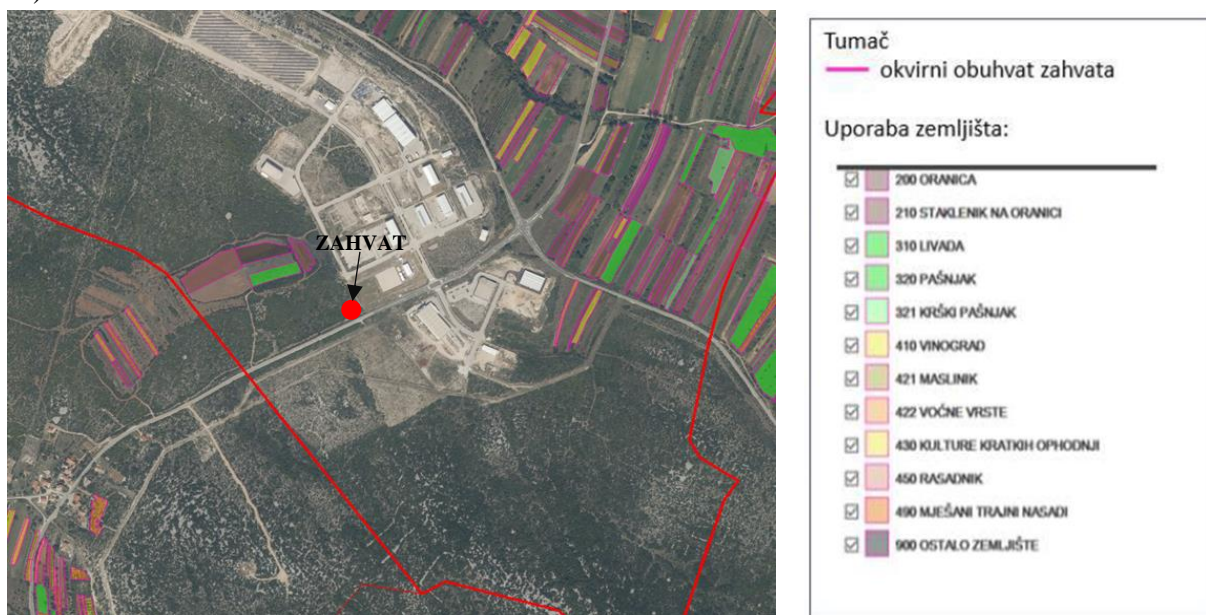 )
ZAHVAT
Tumač
okvirni obuhvat zahvata
Uporaba zemljišta:
200 ORANICA
210 STAKLENIK NA ORANICI
310 LIVADA
320 PAŠNJAK
321 KRŠKI PAŠNJAK
410 VINOGRAD
421 MASLINIK
422 VOĆNE VRSTE
430 KULTURE KRATKIH OPHODNJI
450 RASADNIK
490 MJEŠANI TRAJNI NASADI
900 OSTALO ZEMLJIŠTE